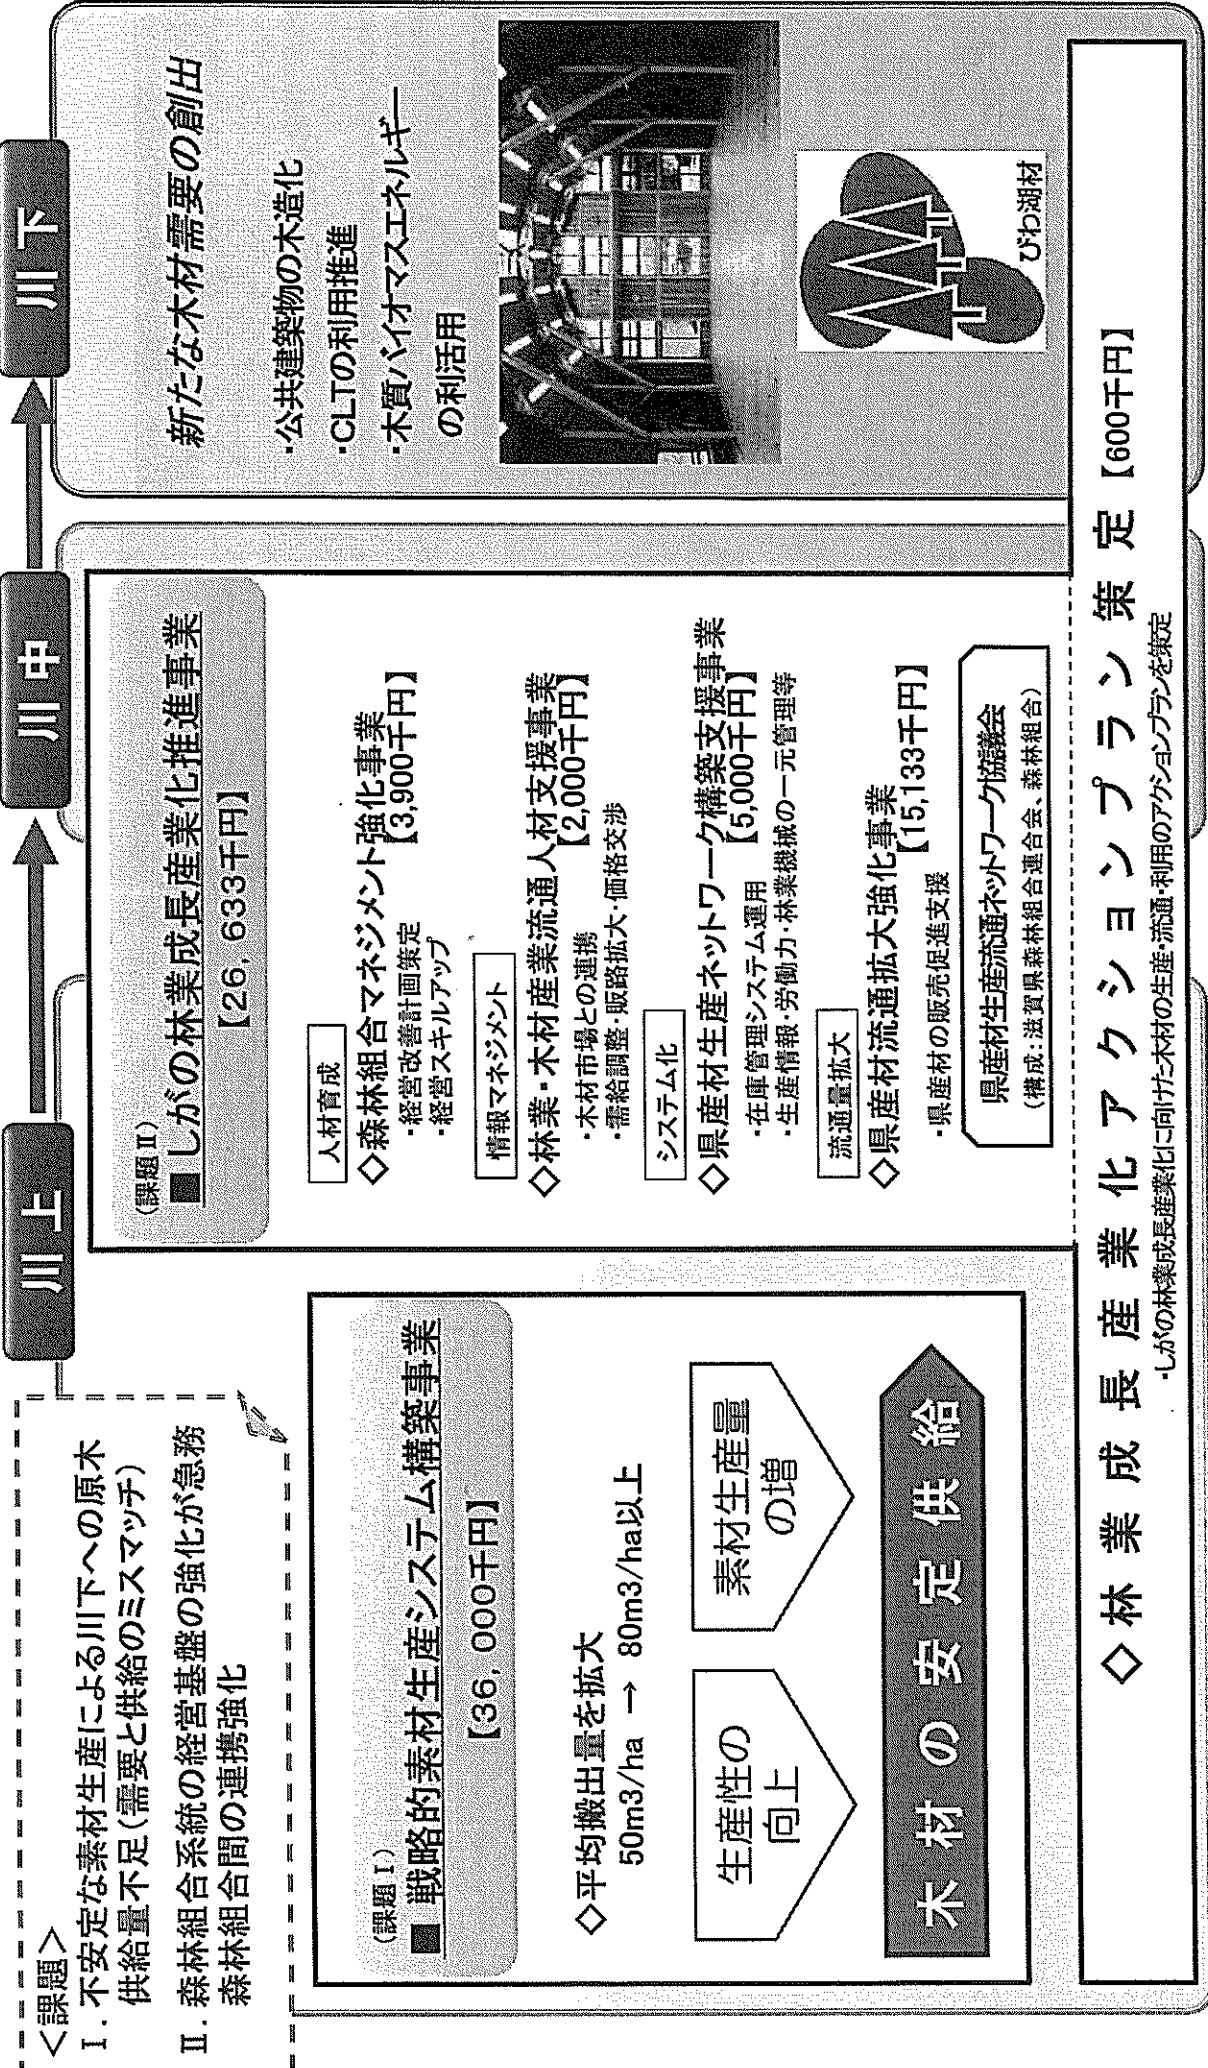 <課題>
Ⅰ. 不安定な素材生産による川下への原木
供給量不足(需要と供給のミスマッチ)
Ⅱ. 森林組合系統の経営基盤の強化が急務
森林組合間の連携強化
川上
川中
川下
(課題Ⅰ)
■ 戦略的素材生産システム構築事業
【36,000千円】
◇平均搬出量を拡大
50m3/ha → 80m3/ha以上
生産性の
向上
素材生産量
の増
木材の安定供給
(課題Ⅱ)
■ しがの林業成長産業化推進事業
【26,633千円】
人材育成
◇森林組合マネジメント強化事業
【3,900千円】
・経営改善計画策定
・経営スキルアップ
情報マネジメント
◇林業・木材産業流通人材支援事業
【2,000千円】
・木材市場との連携
・需給調整・販路拡大・価格交渉
システム化
◇県産材生産ネットワーク構築支援事業
【5,000千円】
・在庫管理システム運用
・生産情報・労働力・林業機械の一元管理等
流通量拡大
◇県産材流通拡大強化事業
【15,133千円】
・県産材の販売促進支援
県産材生産流通ネットワーク協議会
(構成:滋賀県森林組合連合会、森林組合)
新たな木材需要の創出
・公共建築物の木造化
・CLTの利用推進
・木質バイオマスエネルギー
の利活用
びわ湖材
◇林業成長産業化アクションプラン策定【600千円】
・しがの林業成長産業化に向けた木材の生産・流通・利用のアクションプランを策定